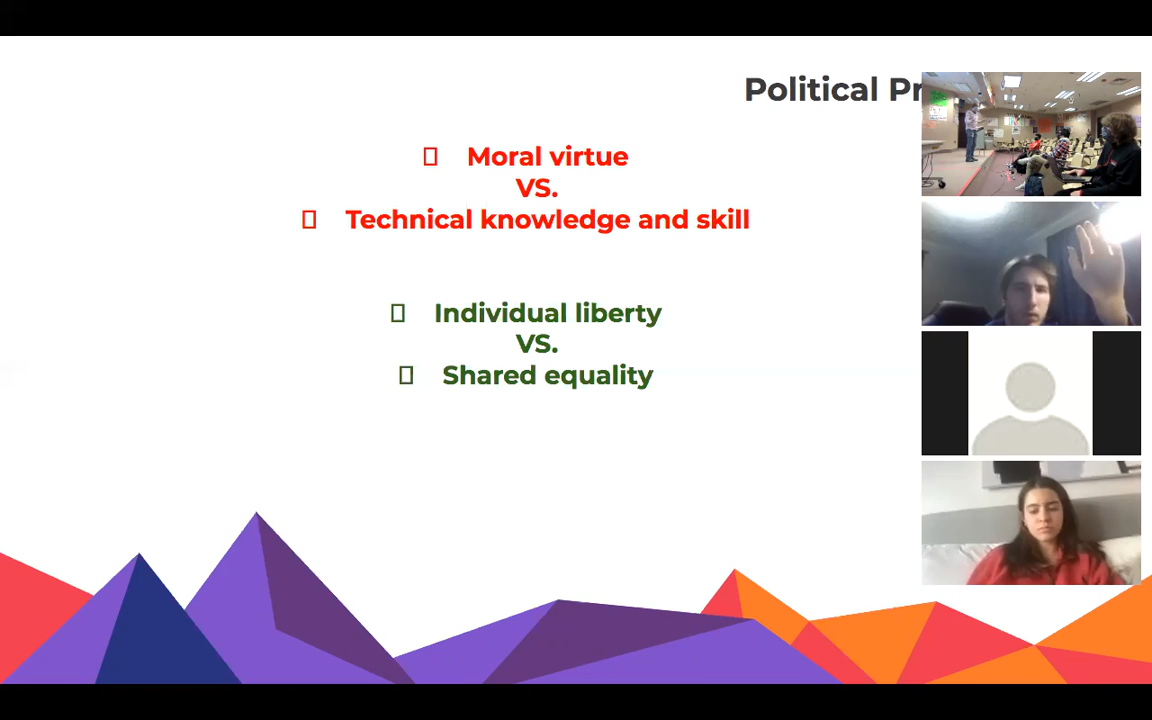 Political Pr
▯ Moral virtue
VS.
▯ Technical knowledge and skill
▯ Individual liberty
VS.
▯ Shared equality